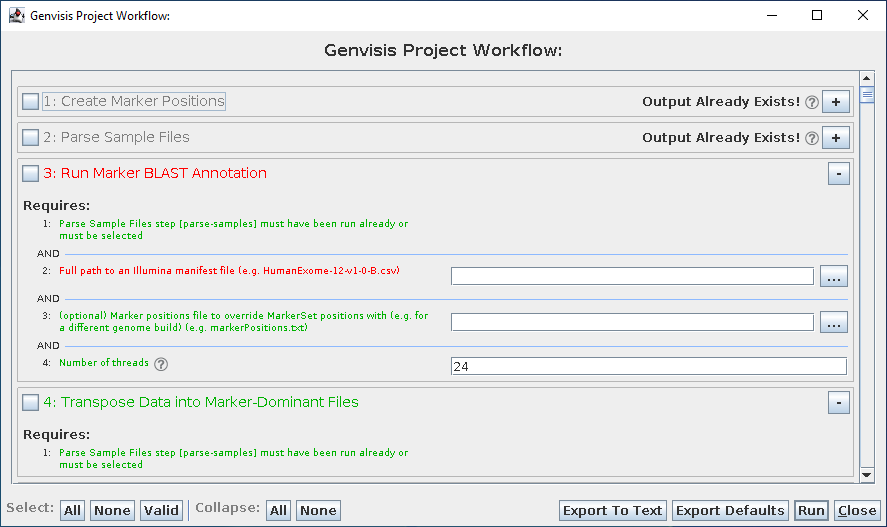 Genvisis Project Workflow:
Genvisis Project Workflow:
1: Create Marker Positions
Output Already Exists! ? +
2: Parse Sample Files
Output Already Exists! ? +
3: Run Marker BLAST Annotation
-
Requires:
1: Parse Sample Files step [parse-samples] must have been run already or
must be selected
AND
2: Full path to an Illumina manifest file (e.g. HumanExome-12-v1-0-B.csv)
...
AND
3: (optional) Marker positions file to override MarkerSet positions with (e.g. for
a different genome build) (e.g. markerPositions.txt)
...
AND
4: Number of threads ?
24
4: Transpose Data into Marker-Dominant Files
-
Requires:
1: Parse Sample Files step [parse-samples] must have been run already or
must be selected
Select: All None Valid Collapse: All None Export To Text Export Defaults Run Close